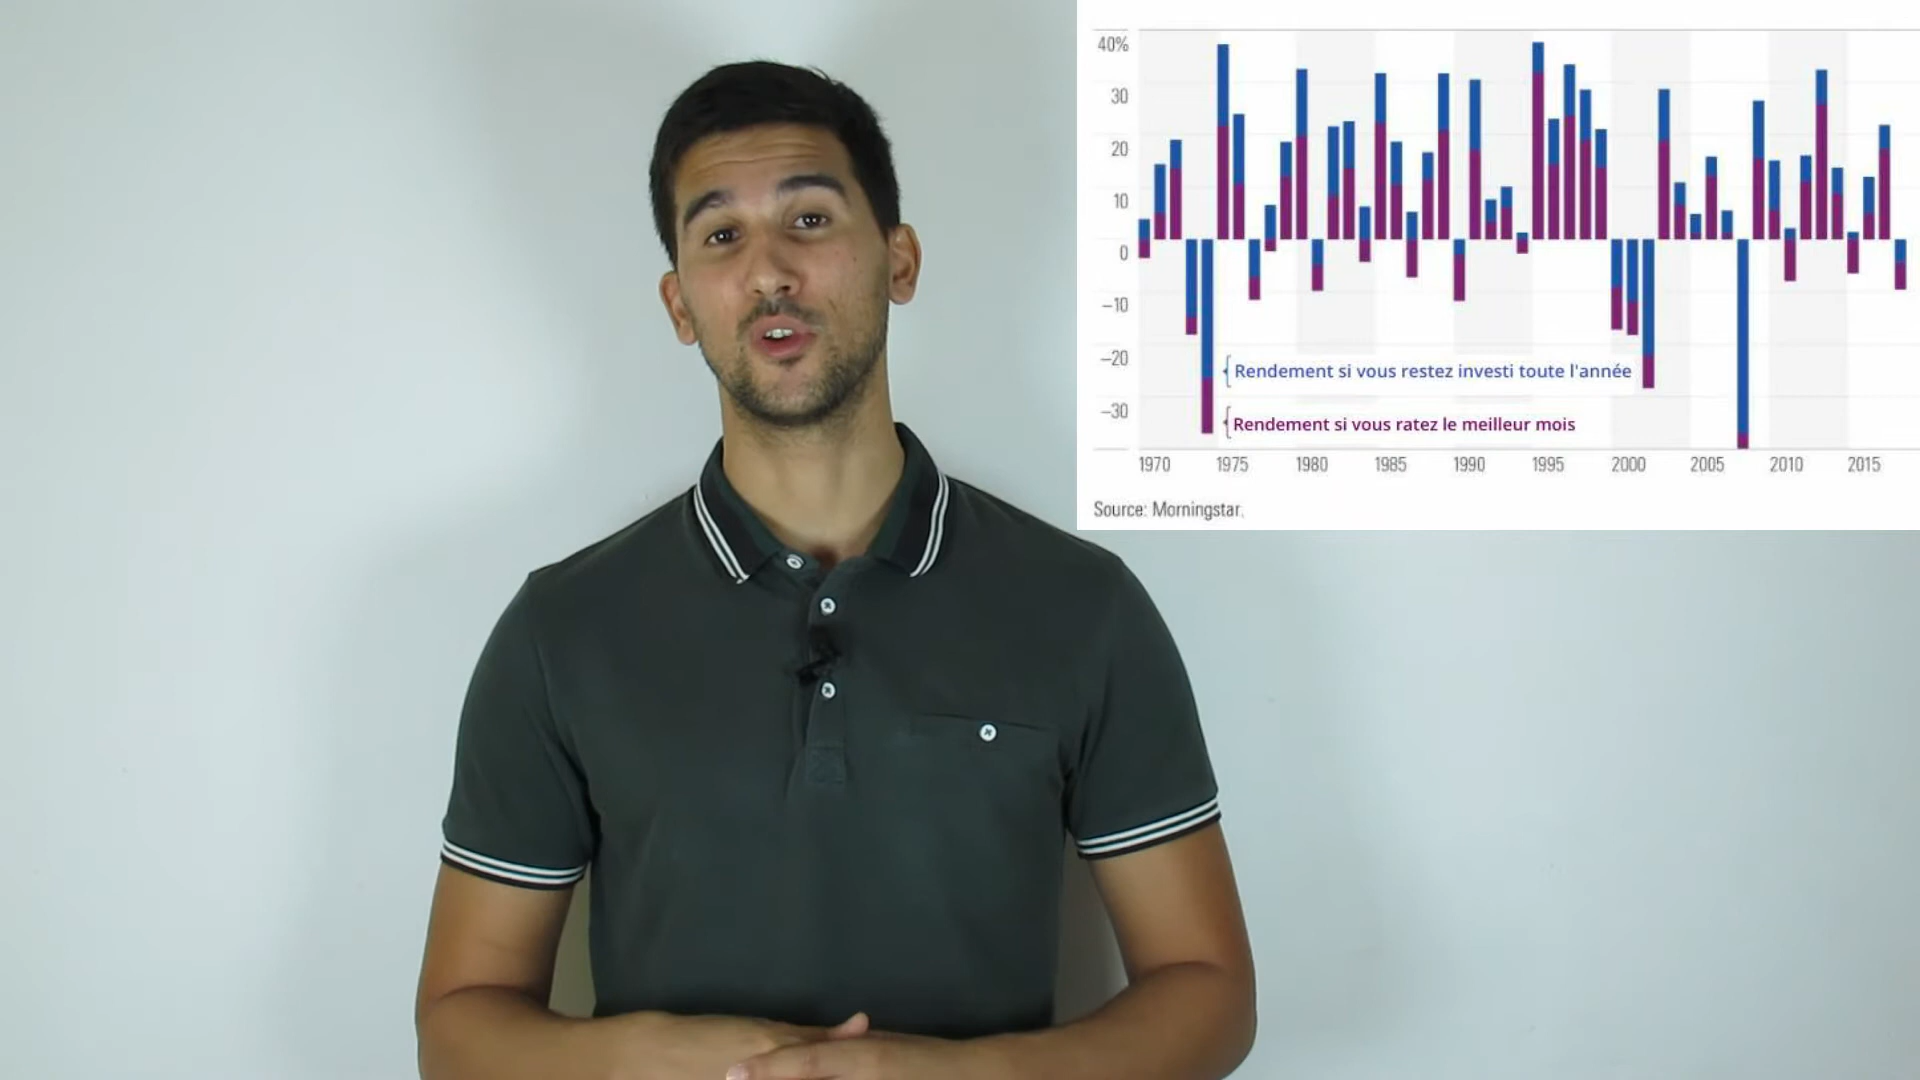 40%
30
20
10
0
–10
–20
–30
Rendement si vous restez investi toute l'année
Rendement si vous ratez le meilleur mois
1970 1975 1980 1985 1990 1995 2000 2005 2010 2015
Source: Morningstar.